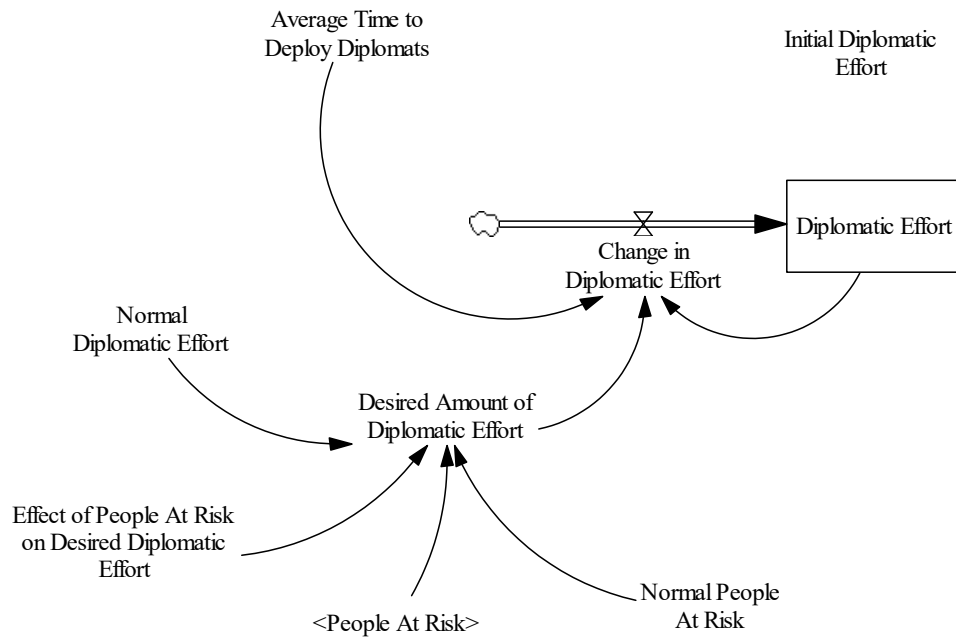 Average Time to
Deploy Diplomats
Initial Diplomatic
Effort
Diplomatic Effort
Change in
Diplomatic Effort
Normal
Diplomatic Effort
Desired Amount of
Diplomatic Effort
Effect of People At Risk
on Desired Diplomatic
Effort
<People At Risk>
Normal People
At Risk